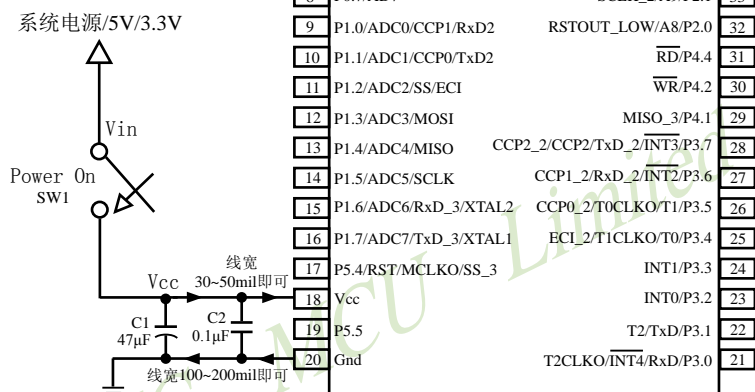 系统电源/5V/3.3V
Vin
Power On
SW1
Vcc
线宽
30~50mil即可
C1
47μF
C2
0.1μF
线宽100~200mil即可
9 P1.0/ADC0/CCP1/RxD2
10 P1.1/ADC1/CCP0/TxD2
11 P1.2/ADC2/SS/ECI
12 P1.3/ADC3/MOSI
13 P1.4/ADC4/MISO
14 P1.5/ADC5/SCLK
15 P1.6/ADC6/RxD_3/XTAL2
16 P1.7/ADC7/TxD_3/XTAL1
17 P5.4/RST/MCLKO/SS_3
18 Vcc
19 P5.5
20 Gnd
RSTOUT_LOW/A8/P2.0 32
RD/P4.4 31
WR/P4.2 30
MISO_3/P4.1 29
CCP2_2/CCP2/TxD_2/INT3/P3.7 28
CCP1_2/RxD_2/INT2/P3.6 27
CCP0_2/T0CLKO/T1/P3.5 26
ECI_2/T1CLKO/T0/P3.4 25
INT1/P3.3 24
INT0/P3.2 23
T2/TxD/P3.1 22
T2CLKO/INT4/RxD/P3.0 21
MCU Limited